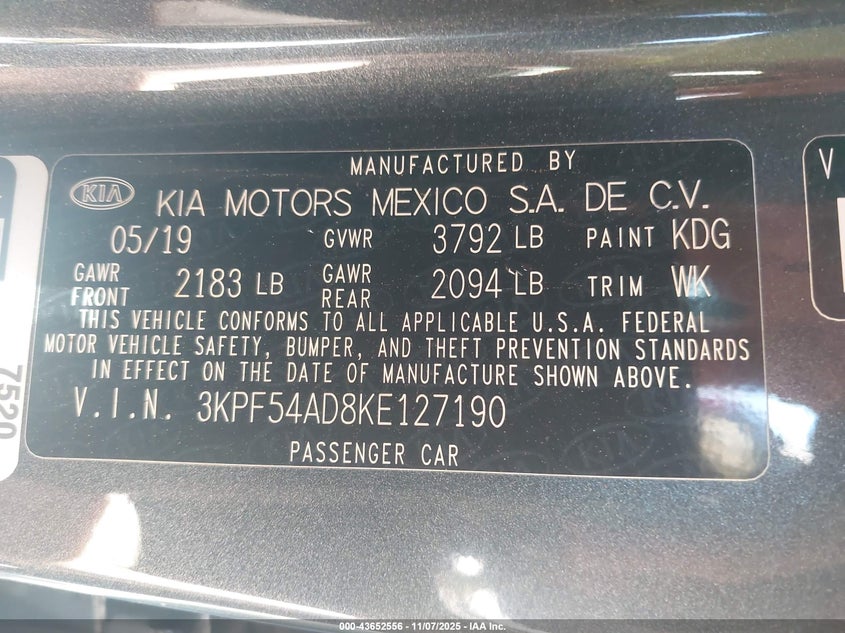 MANUFACTURED BY
KIA KIA MOTORS MEXICO S.A. DE C.V.
05/19 GVWR 3792 LB PAINT KDG
GAWR FRONT 2183 LB GAWR REAR 2094 LB TRIM WK
THIS VEHICLE CONFORMS TO ALL APPLICABLE U.S.A. FEDERAL
MOTOR VEHICLE SAFETY, BUMPER, AND THEFT PREVENTION STANDARDS
IN EFFECT ON THE DATE OF MANUFACTURE SHOWN ABOVE.
V.I.N. 3KPF54AD8KE127190
PASSENGER CAR
7520
V
000-43652556 - 11/07/2025 - IAA Inc.